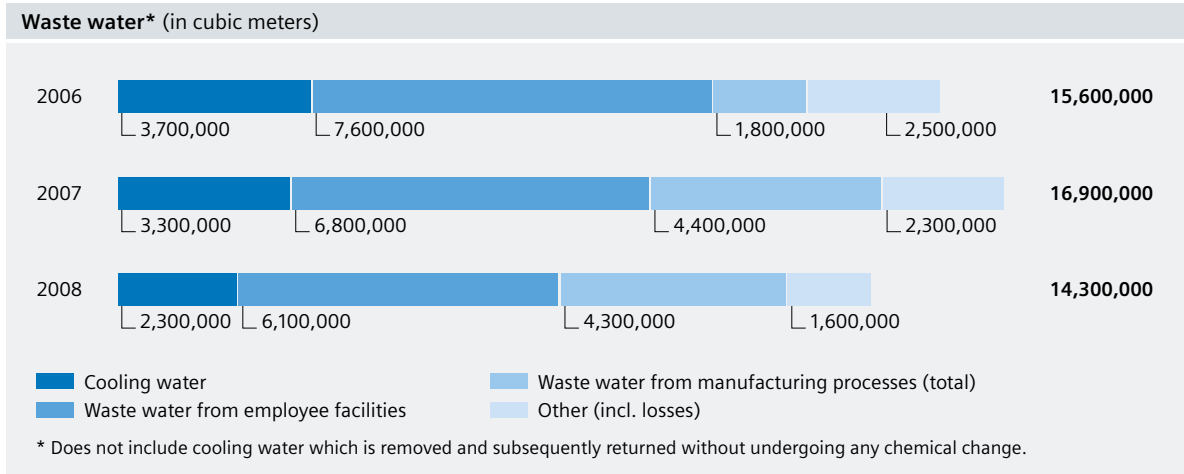 Waste water* (in cubic meters)
2006 15,600,000
3,700,000 7,600,000 1,800,000 2,500,000
2007 16,900,000
3,300,000 6,800,000 4,400,000 2,300,000
2008 14,300,000
2,300,000 6,100,000 4,300,000 1,600,000
Cooling water Waste water from manufacturing processes (total)
Waste water from employee facilities Other (incl. losses)
* Does not include cooling water which is removed and subsequently returned without undergoing any chemical change.